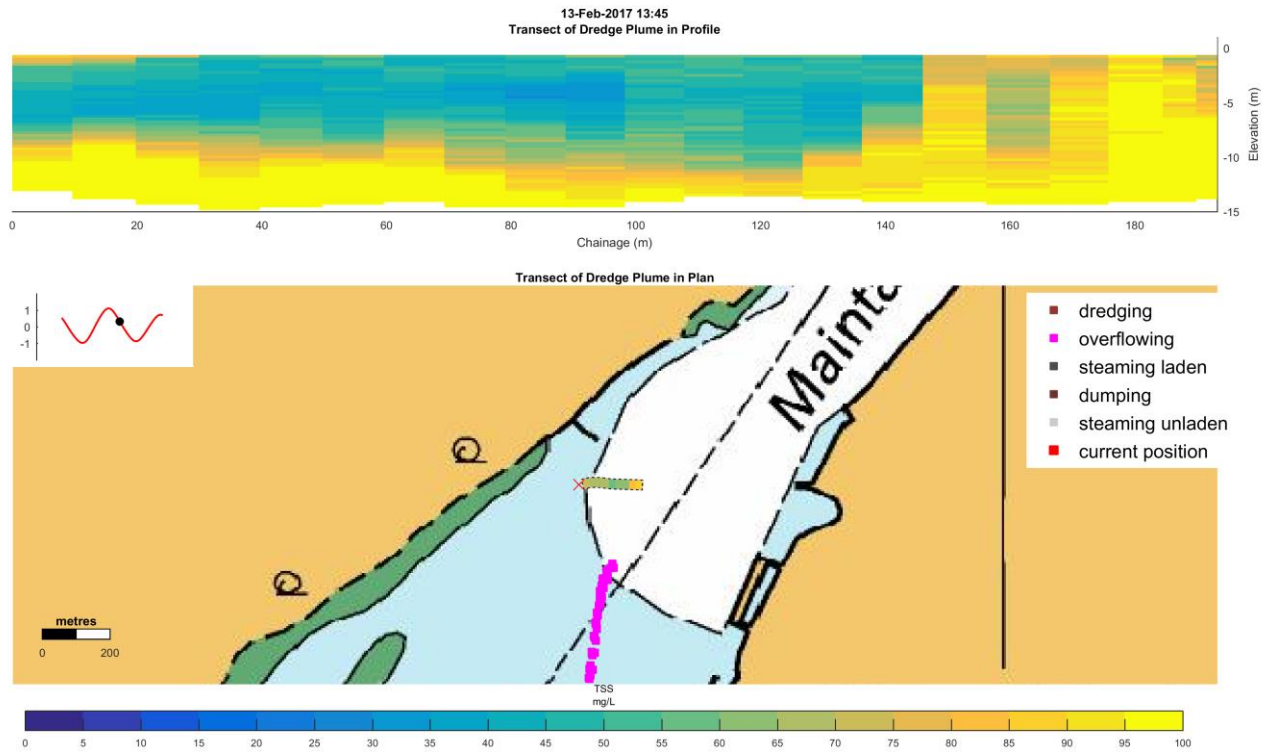 13-Feb-2017 13:45
Transect of Dredge Plume in Profile
0
-5
-10
-15
Elevation (m)
0 20 40 60 80 100 120 140 160 180
Chainage (m)
Transect of Dredge Plume in Plan
1
0
-1
Mainta
dredging
overflowing
steaming laden
dumping
steaming unladen
current position
metres
0 200
TSS
mg/L
0 5 10 15 20 25 30 35 40 45 50 55 60 65 70 75 80 85 90 95 100